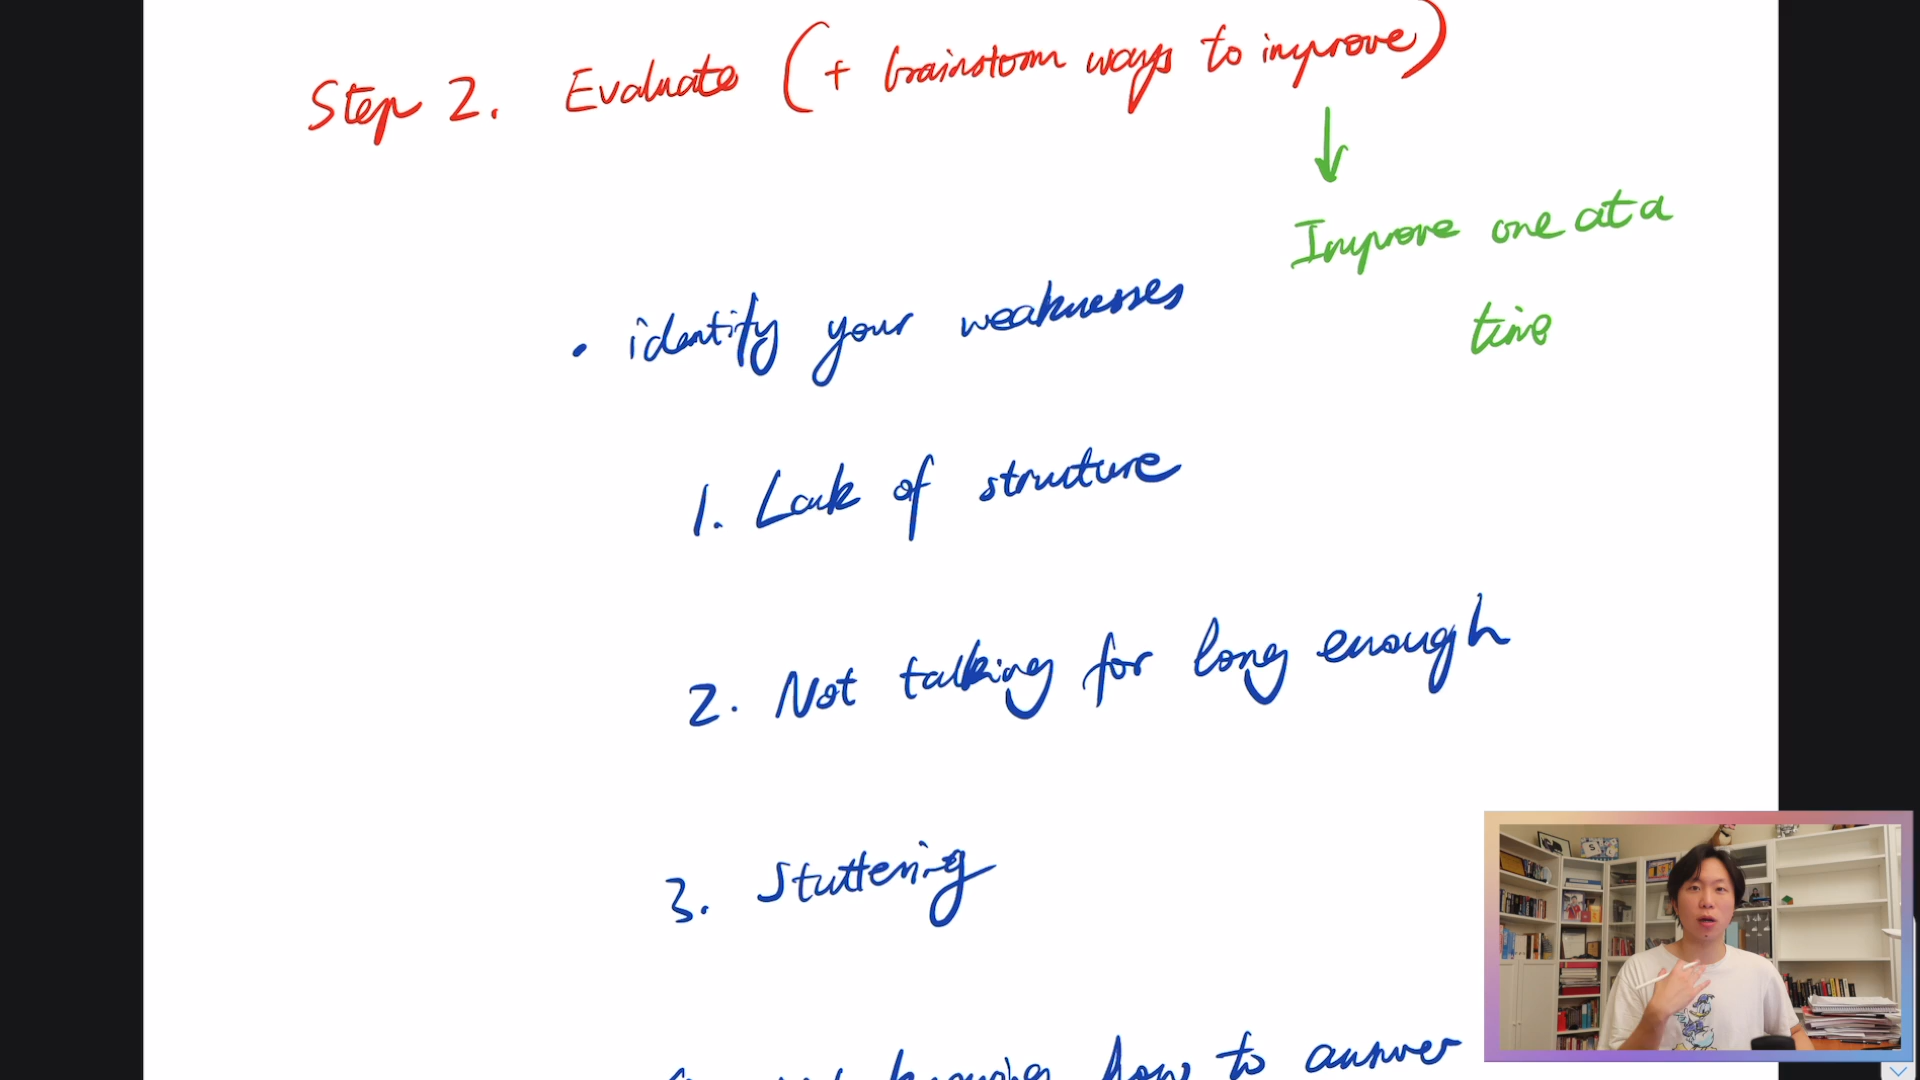 Step 2. Evaluate (+ brainstorm ways to improve)
↓
Improve one at a
time
• identify your weaknesses
1. Lack of structure
2. Not talking for long enough
3. Stuttering
knowing how to answer